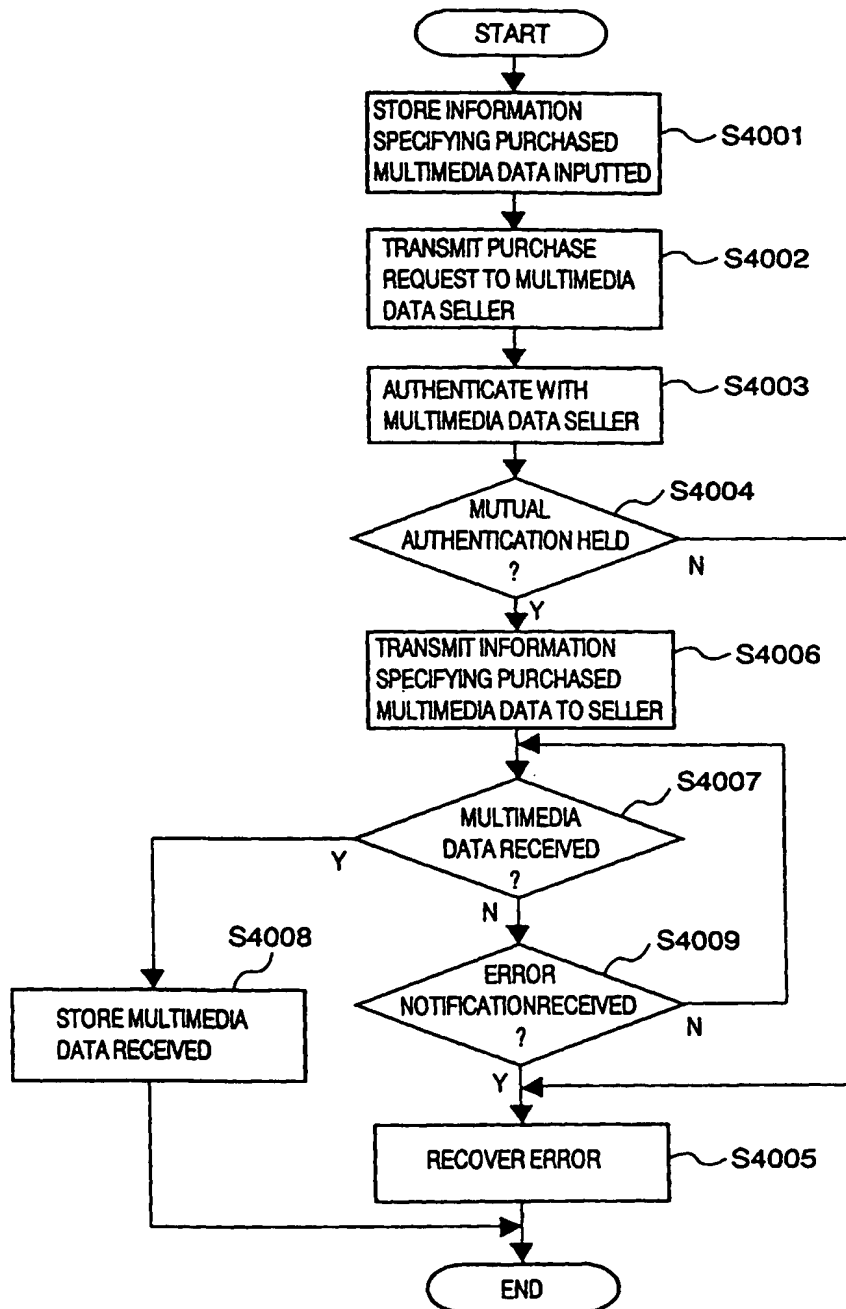 START
STORE INFORMATION
SPECIFYING PURCHASED
MULTIMEDIA DATA INPUTTED
S4001
TRANSMIT PURCHASE
REQUEST TO MULTIMEDIA
DATA SELLER
S4002
AUTHENTICATE WITH
MULTIMEDIA DATA SELLER
S4003
MUTUAL
AUTHENTICATION HELD
?
S4004
N
Y
TRANSMIT INFORMATION
SPECIFYING PURCHASED
MULTIMEDIA DATA TO SELLER
S4006
MULTIMEDIA
DATA RECEIVED
?
S4007
Y
N
S4008
STORE MULTIMEDIA
DATA RECEIVED
ERROR
NOTIFICATIONRECEIVED
?
S4009
N
Y
RECOVER ERROR
S4005
END